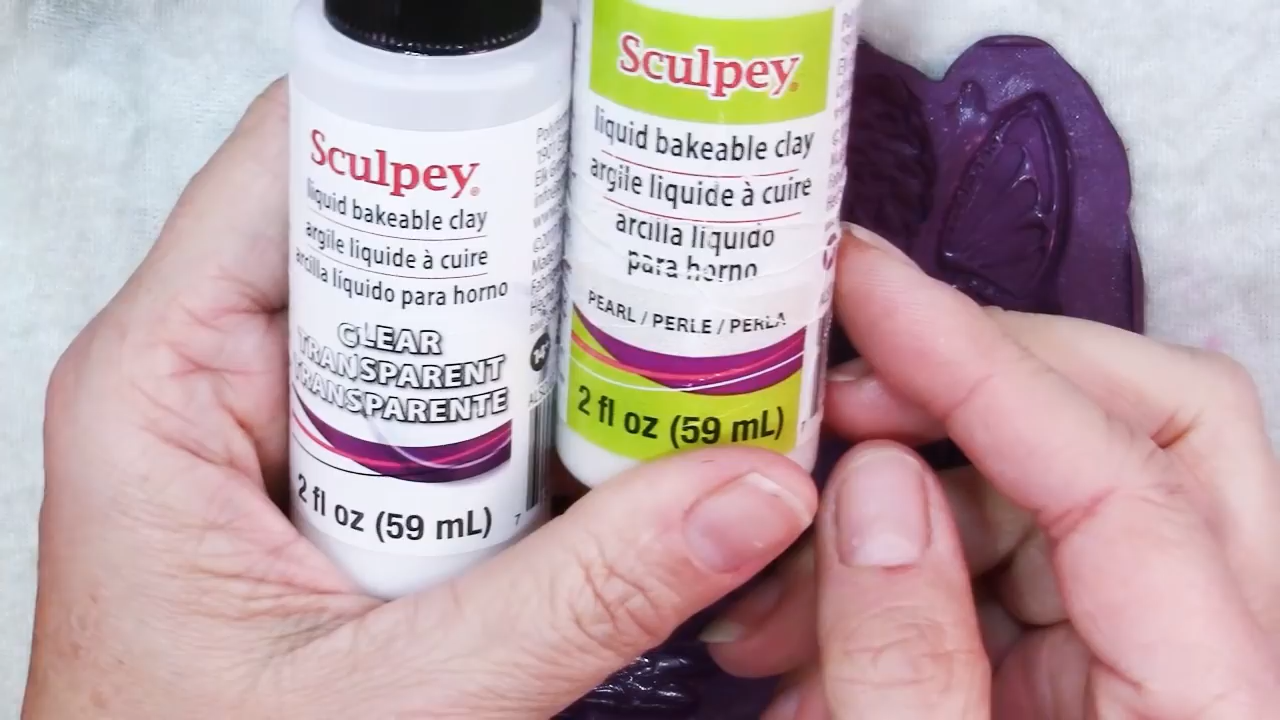 Sculpey®
liquid bakeable clay
argile liquide à cuire
arcilla líquido para horno
CLEAR
TRANSPARENT
TRANSPARENTE
2 fl oz (59 mL)
7
Sculpey®
liquid bakeable clay
argile liquide à cuire
arcilla líquido
para horno
PEARL / PERLE / PERLA
2 fl oz (59 mL)
7